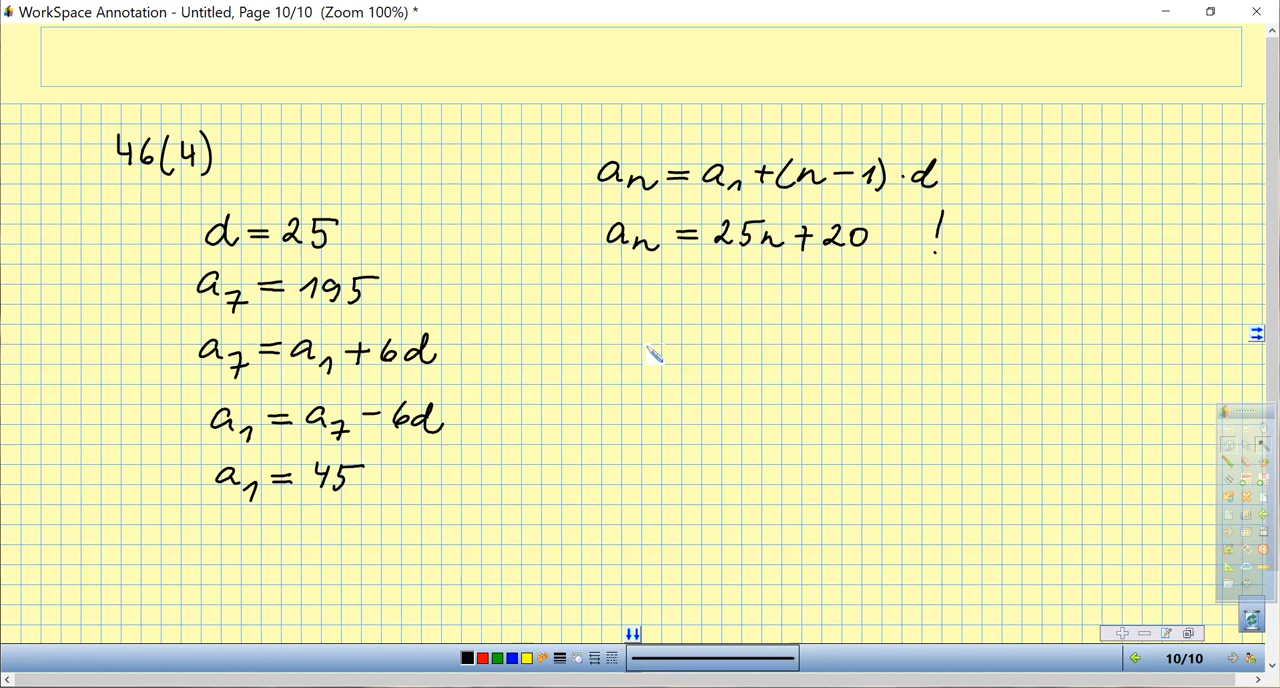 WorkSpace Annotation - Untitled, Page 10/10 (Zoom 100%) *
46(4)
d = 25
a₇ = 195
a₇ = a₁ + 6d
a₁ = a₇ - 6d
a₁ = 45
aₙ = a₁ + (n - 1) · d
aₙ = 25n + 20 !
10/10